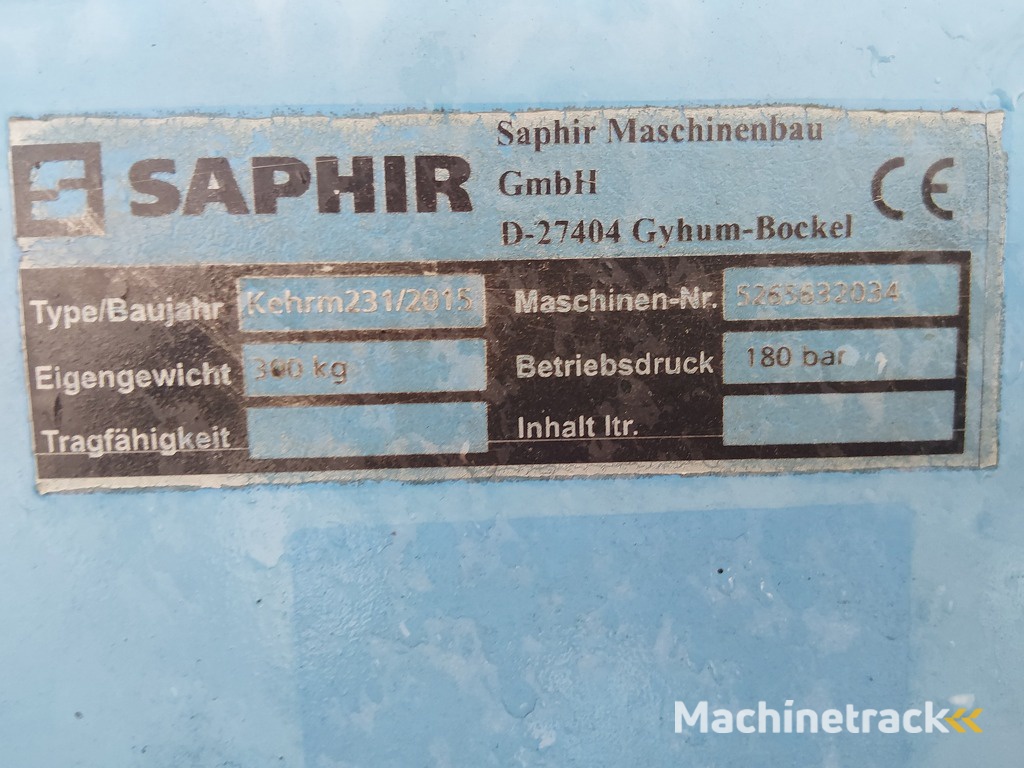 SAPHIR
Saphir Maschinenbau
GmbH
D-27404 Gyhum-Bockel
CE
Type/Baujahr Kehrm231/2015 Maschinen-Nr. 5265832034
Eigengewicht 300 kg Betriebsdruck 180 bar
Tragfähigkeit Inhalt ltr.
Machinetrack